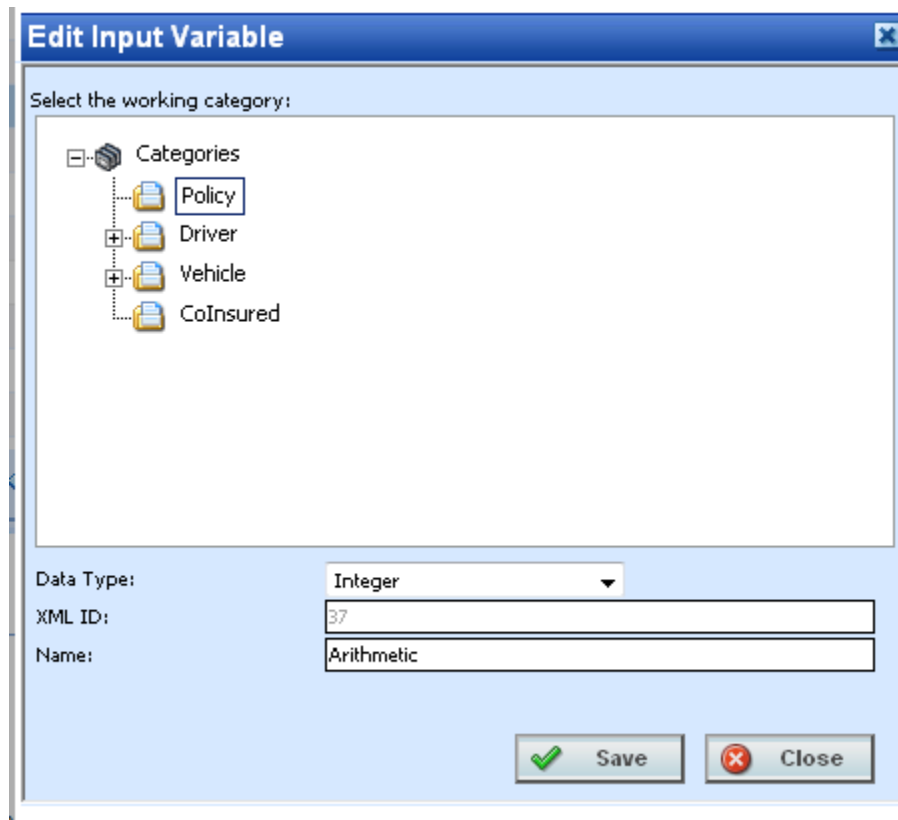 Edit Input Variable
Select the working category:
Categories
Policy
Driver
Vehicle
CoInsured
Data Type: Integer
XML ID: 37
Name: Arithmetic
Save Close